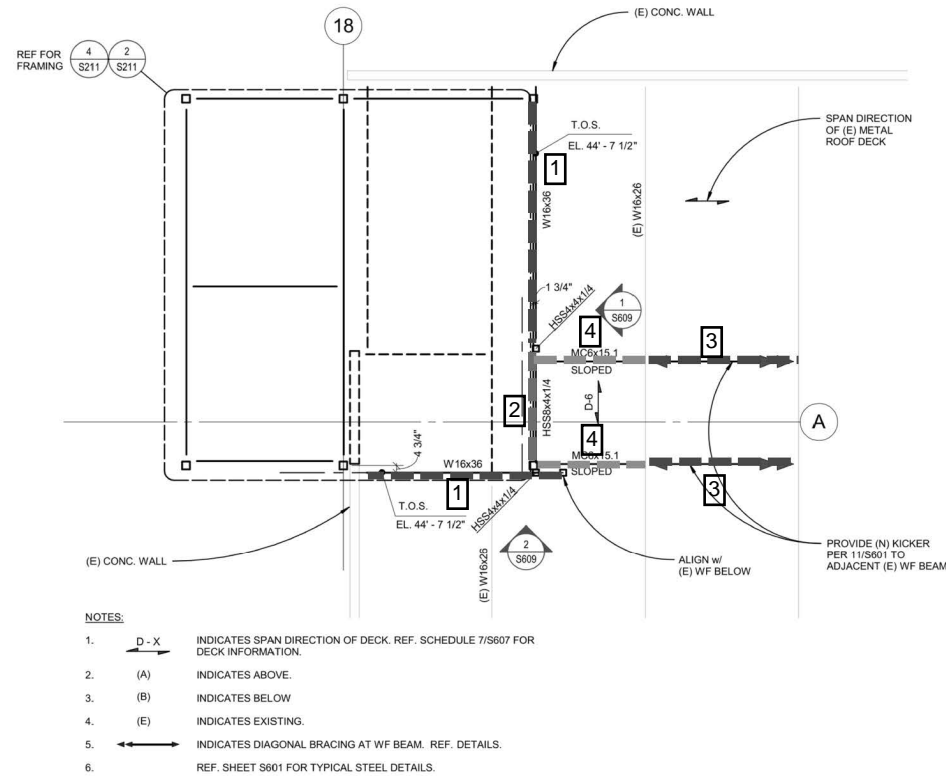 (E) CONC. WALL
18
REF FOR
FRAMING
4
S211
2
S211
SPAN DIRECTION
OF (E) METAL
ROOF DECK
T.O.S.
EL. 44' - 7 1/2"
1
W16x36
(E) W16x26
1 3/4"
HSS4x4x1/4
1
S609
4
3
MC6x15.1
SLOPED
2
HSS8x4x1/4
D-6
A
4
4 3/4"
W16x36
MC6x15.1
SLOPED
1
3
T.O.S.
EL. 44' - 7 1/2"
HSS4x4x1/4
(E) W16x26
2
S609
(E) CONC. WALL
ALIGN w/
(E) WF BELOW
PROVIDE (N) KICKER
PER 11/S601 TO
ADJACENT (E) WF BEAM
NOTES:
1. D - X INDICATES SPAN DIRECTION OF DECK. REF. SCHEDULE 7/S607 FOR
DECK INFORMATION.
2. (A) INDICATES ABOVE.
3. (B) INDICATES BELOW
4. (E) INDICATES EXISTING.
5. INDICATES DIAGONAL BRACING AT WF BEAM. REF. DETAILS.
6. REF. SHEET S601 FOR TYPICAL STEEL DETAILS.